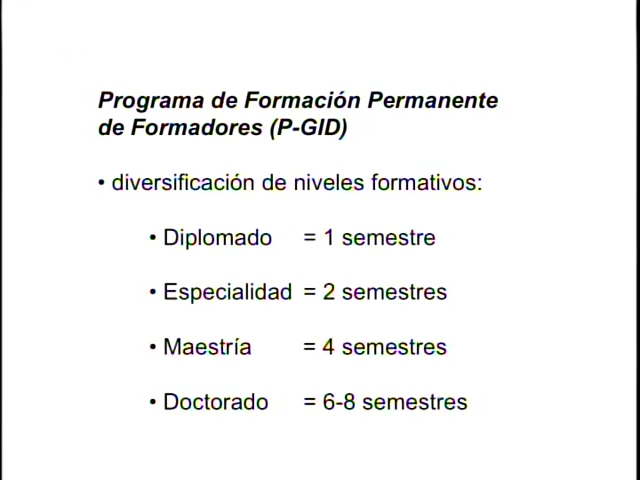 Programa de Formación Permanente
de Formadores (P-GID)
• diversificación de niveles formativos:
• Diplomado = 1 semestre
• Especialidad = 2 semestres
• Maestría = 4 semestres
• Doctorado = 6-8 semestres